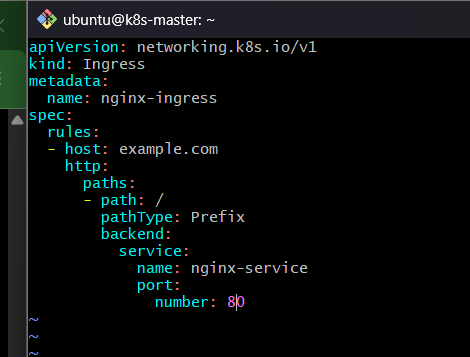 ubuntu@k8s-master: ~
apiVersion: networking.k8s.io/v1
kind: Ingress
metadata:
  name: nginx-ingress
spec:
  rules:
  - host: example.com
    http:
      paths:
      - path: /
        pathType: Prefix
        backend:
          service:
            name: nginx-service
            port:
              number: 80
~
~
~